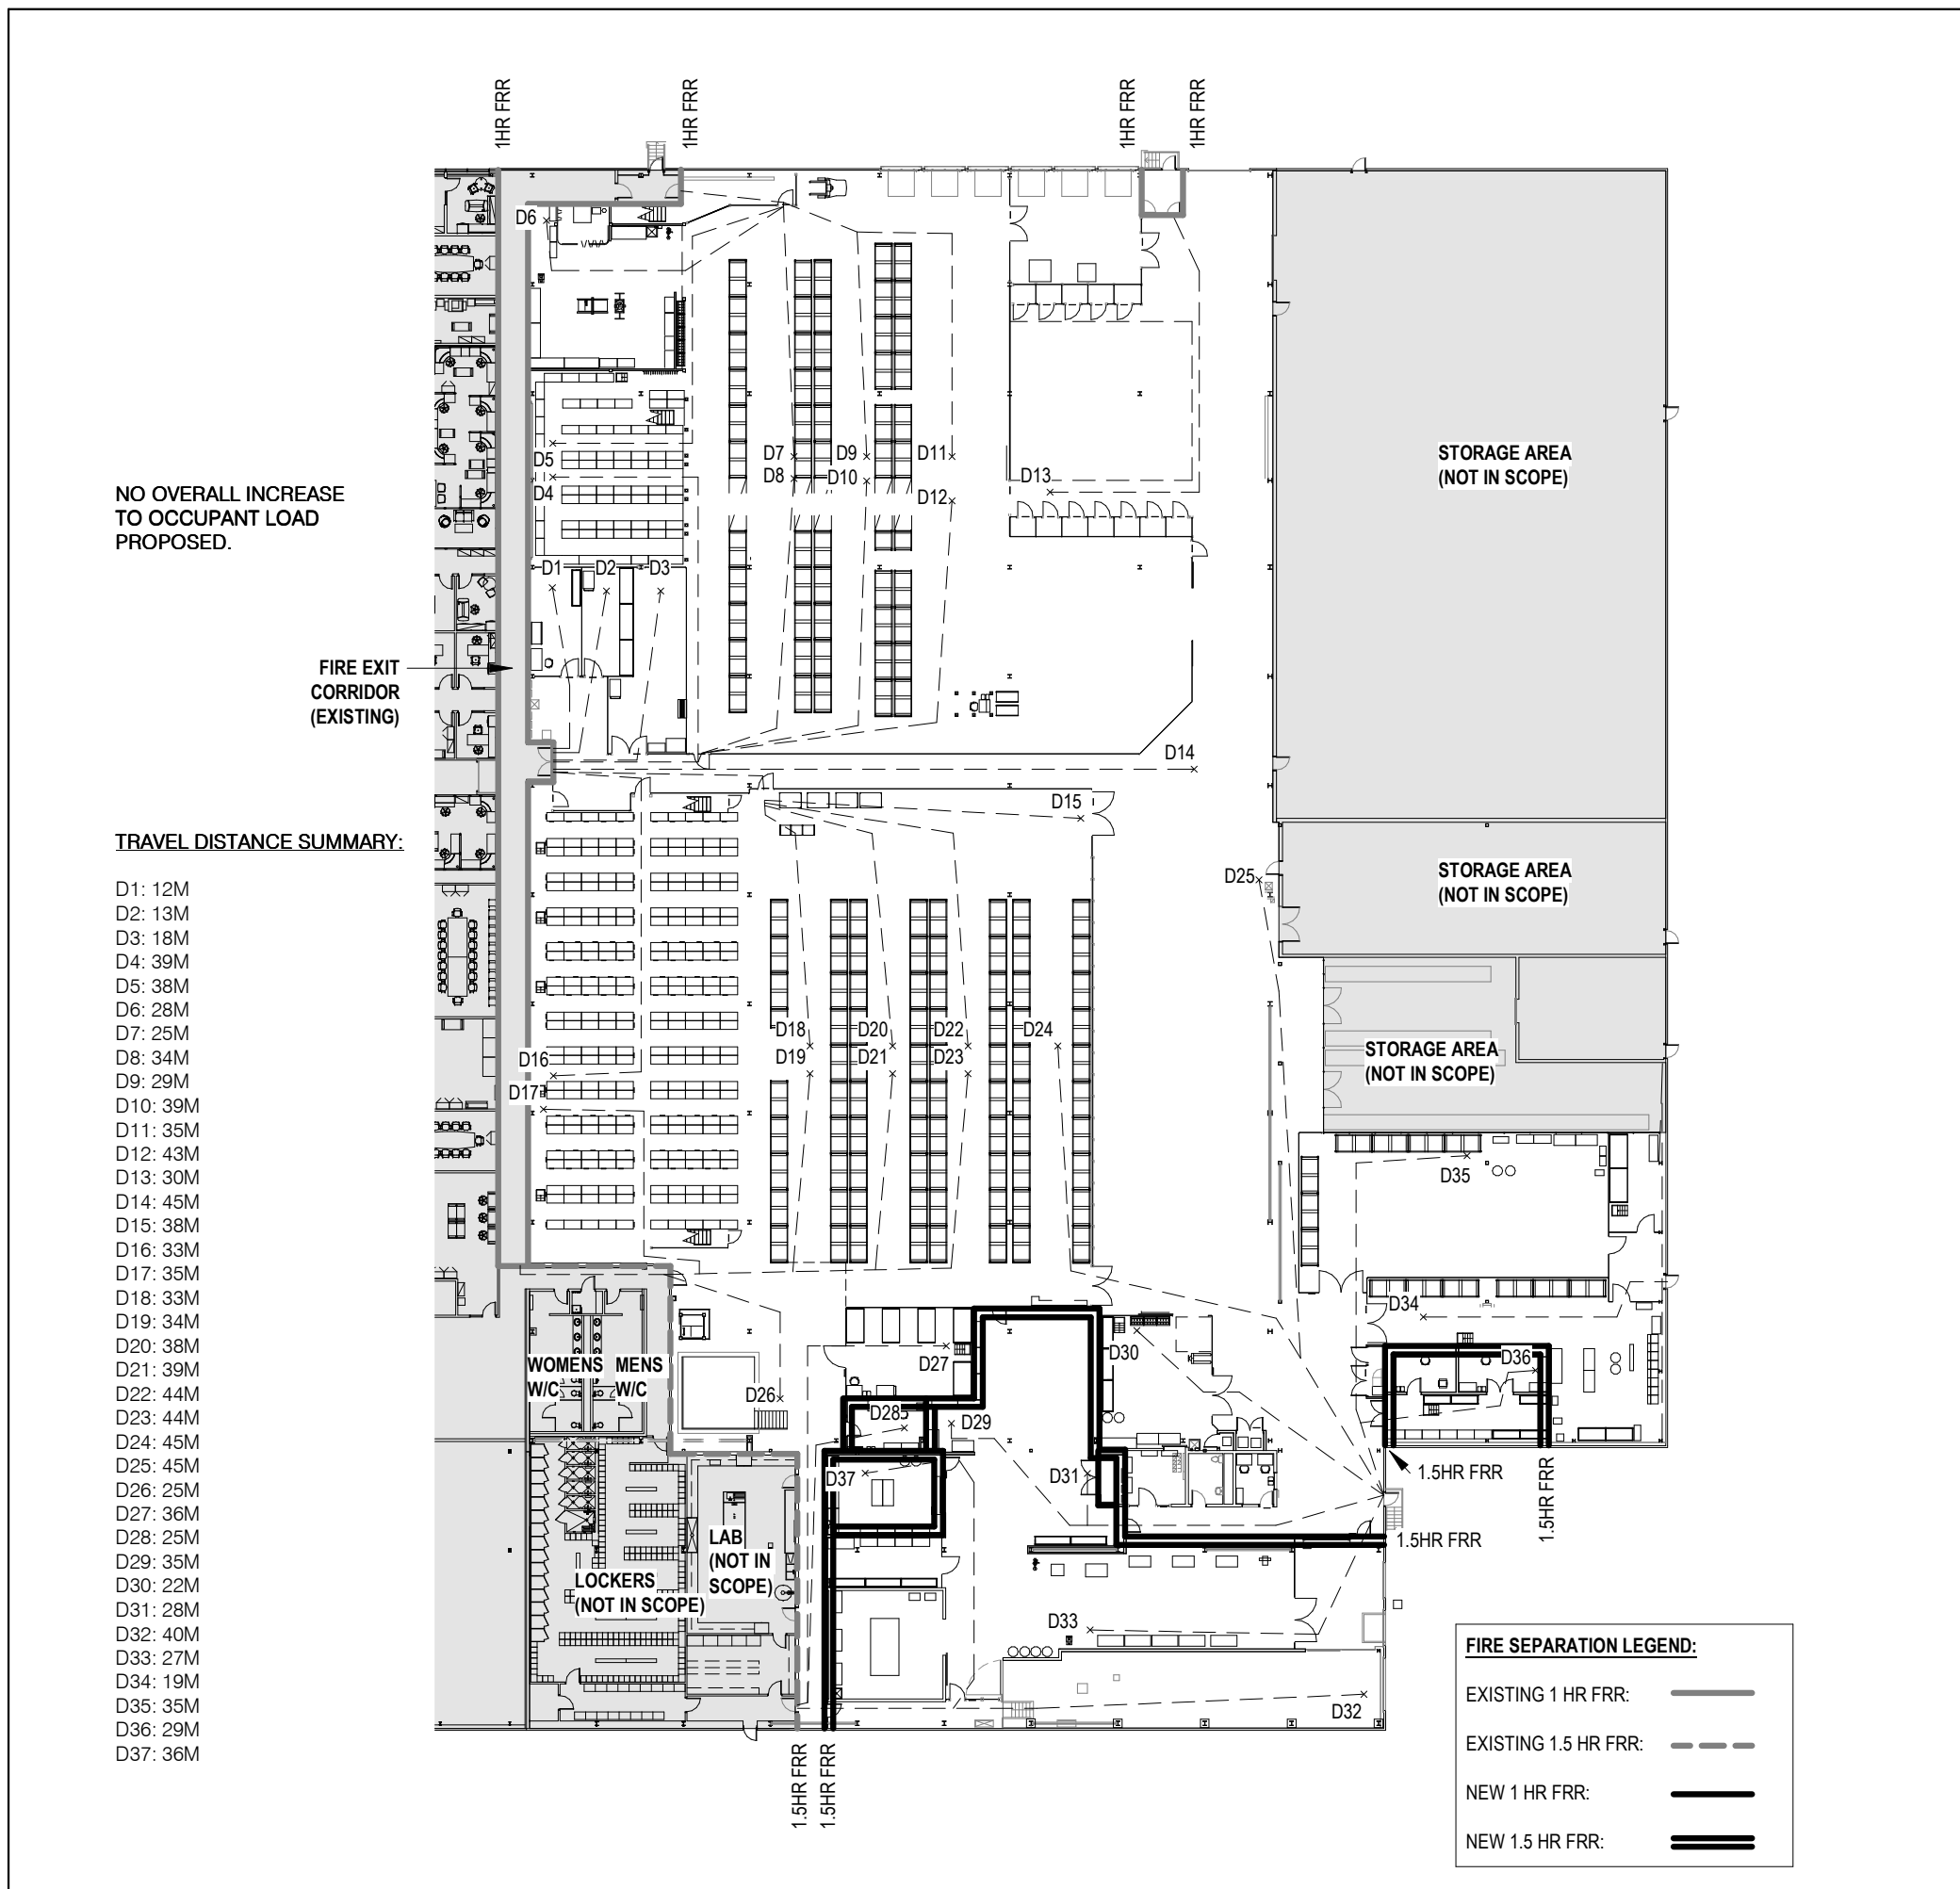 1HR FRR
1HR FRR
1HR FRR
1HR FRR
D6
STORAGE AREA
(NOT IN SCOPE)
D5
D7
D9
D11
D8
D10
D13
D4
D12
NO OVERALL INCREASE
TO OCCUPANT LOAD
PROPOSED.
D1
D2
D3
FIRE EXIT
CORRIDOR
(EXISTING)
D14
D15
TRAVEL DISTANCE SUMMARY:
D1: 12M
D2: 13M
D3: 18M
D4: 39M
D5: 38M
D6: 28M
D7: 25M
D8: 34M
D9: 29M
D10: 39M
D11: 35M
D12: 43M
D13: 30M
D14: 45M
D15: 38M
D16: 33M
D17: 35M
D18: 33M
D19: 34M
D20: 38M
D21: 39M
D22: 44M
D23: 44M
D24: 45M
D25: 45M
D26: 25M
D27: 36M
D28: 25M
D29: 35M
D30: 22M
D31: 28M
D32: 40M
D33: 27M
D34: 19M
D35: 35M
D36: 29M
D37: 36M
D25
STORAGE AREA
(NOT IN SCOPE)
D18
D20
D22
D24
D19
D21
D23
STORAGE AREA
(NOT IN SCOPE)
D16
D17
D35
D34
D30
D27
D36
WOMENS
W/C
MENS
W/C
D26
D28
D29
D37
D31
1.5HR FRR
1.5HR FRR
1.5HR FRR
LAB
(NOT IN
SCOPE)
LOCKERS
(NOT IN SCOPE)
D33
D32
1.5HR FRR
1.5HR FRR
FIRE SEPARATION LEGEND:
EXISTING 1 HR FRR:
EXISTING 1.5 HR FRR:
NEW 1 HR FRR:
NEW 1.5 HR FRR: